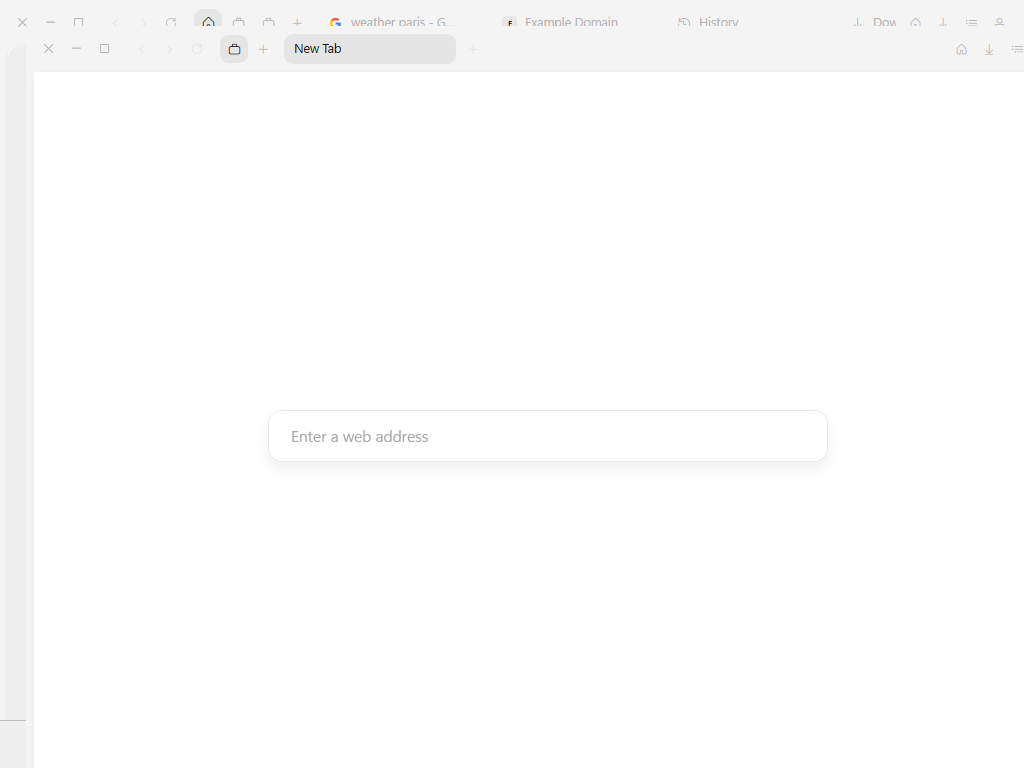 weather paris - G...
Example Domain
History
Dow
New Tab
Enter a web address